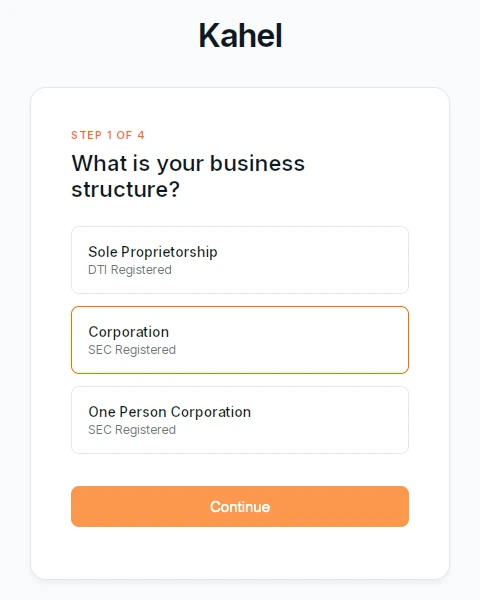 Kahel
STEP 1 OF 4
What is your business
structure?
Sole Proprietorship
DTI Registered
Corporation
SEC Registered
One Person Corporation
SEC Registered
Continue